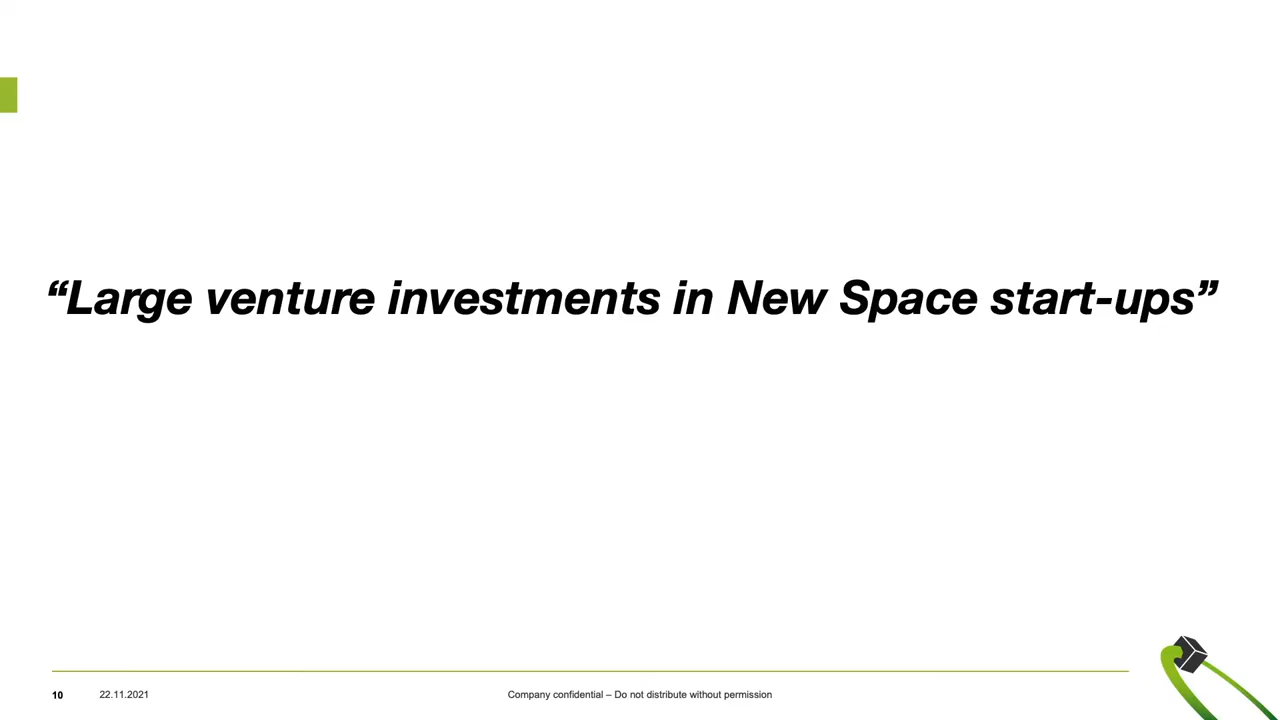 “Large venture investments in New Space start-ups”
10 22.11.2021 Company confidential – Do not distribute without permission